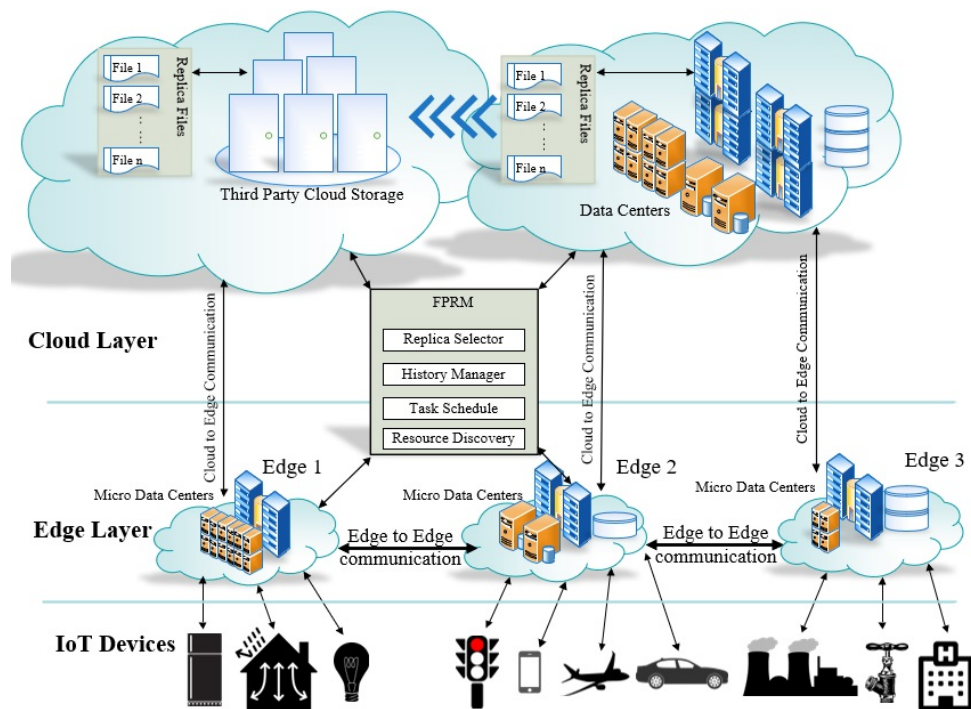 File 1
File 2
File n
Replica Files
Third Party Cloud Storage
File 1
File 2
File n
Replica Files
Data Centers
Cloud Layer
Cloud to Edge Communication
FPRM
Replica Selector
History Manager
Task Schedule
Resource Discovery
Cloud to Edge Communication
Cloud to Edge Communication
Edge Layer
Edge 1
Micro Data Centers
Edge to Edge
communication
Edge 2
Micro Data Centers
Edge to Edge
communication
Edge 3
Micro Data Centers
IoT Devices
H